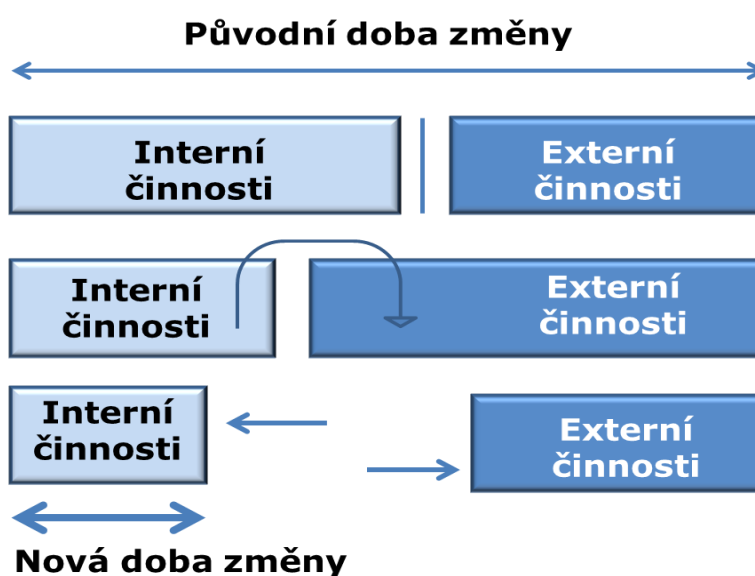 Původní doba změny
Interní
činnosti
Externí
činnosti
Interní
činnosti
Externí
činnosti
Interní
činnosti
Externí
činnosti
Nová doba změny